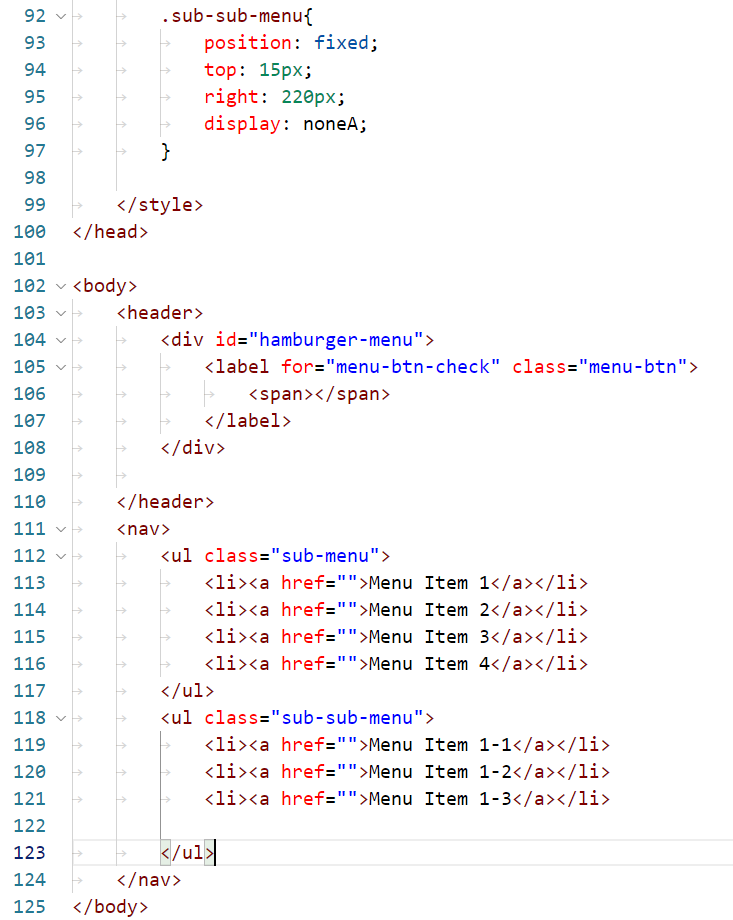 92 .sub-sub-menu{
93 position: fixed;
94 top: 15px;
95 right: 220px;
96 display: noneA;
97 }
98
99 </style>
100 </head>
101
102 <body>
103 <header>
104 <div id="hamburger-menu">
105 <label for="menu-btn-check" class="menu-btn">
106 <span></span>
107 </label>
108 </div>
109
110 </header>
111 <nav>
112 <ul class="sub-menu">
113 <li><a href="">Menu Item 1</a></li>
114 <li><a href="">Menu Item 2</a></li>
115 <li><a href="">Menu Item 3</a></li>
116 <li><a href="">Menu Item 4</a></li>
117 </ul>
118 <ul class="sub-sub-menu">
119 <li><a href="">Menu Item 1-1</a></li>
120 <li><a href="">Menu Item 1-2</a></li>
121 <li><a href="">Menu Item 1-3</a></li>
122
123 </ul>
124 </nav>
125 </body>